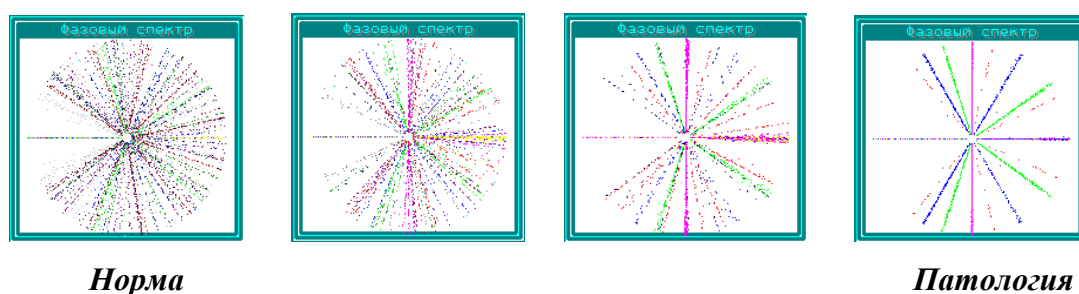 Фазовый спектр
Фазовый спектр
Фазовый спектр
Фазовый спектр
Норма
Патология